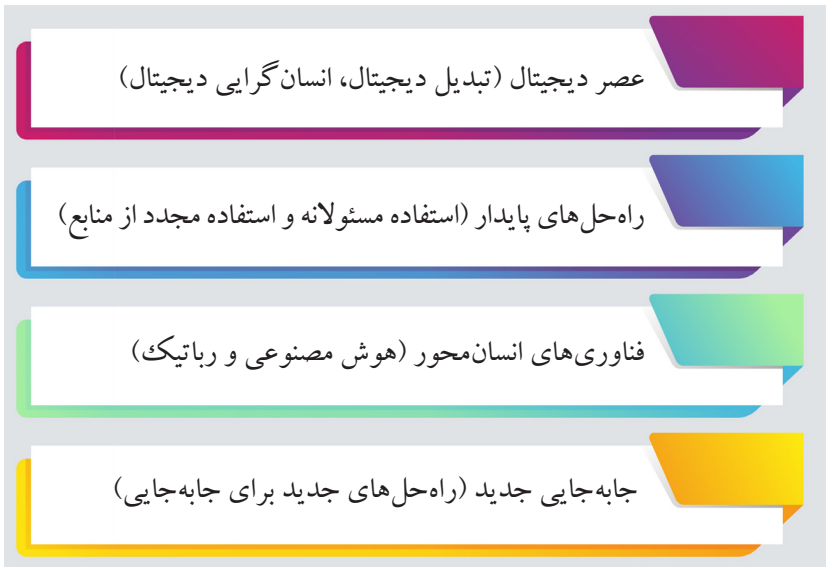 عصر دیجیتال (تبدیل دیجیتال، انسان‌گرایی دیجیتال)
راه‌حل‌های پایدار (استفاده مسئولانه و استفاده مجدد از منابع)
فناوری‌های انسان‌محور (هوش مصنوعی و رباتیک)
جابه‌جایی جدید (راه‌حل‌های جدید برای جابه‌جایی)